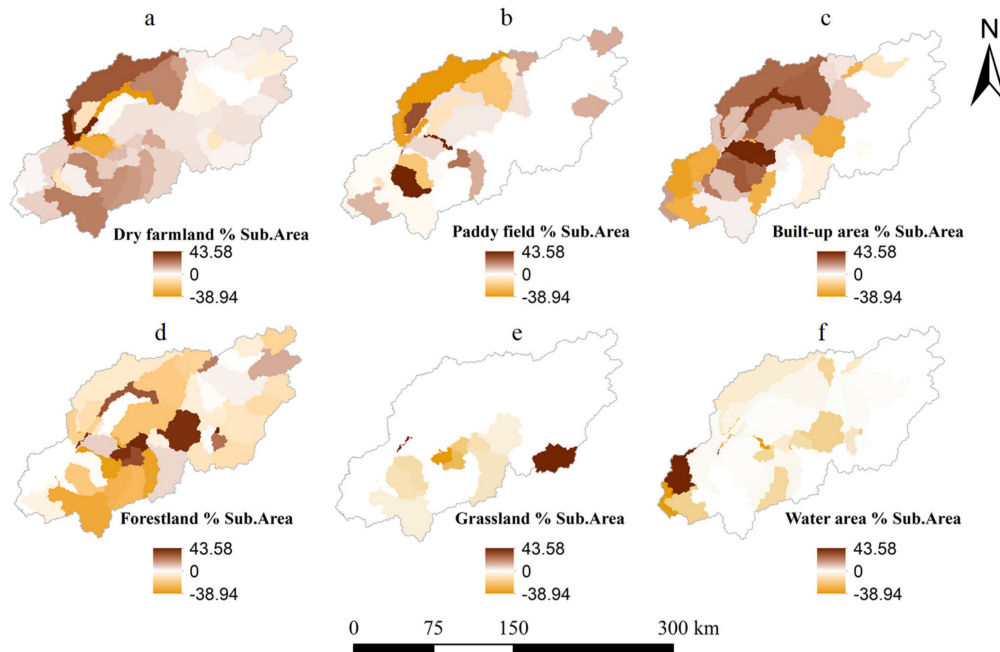 a
b
c
N
Dry farmland % Sub.Area
43.58
0
-38.94
Paddy field % Sub.Area
43.58
0
-38.94
Built-up area % Sub.Area
43.58
0
-38.94
d
e
f
Forestland % Sub.Area
43.58
0
-38.94
Grassland % Sub.Area
43.58
0
-38.94
Water area % Sub.Area
43.58
0
-38.94
0 75 150 300 km